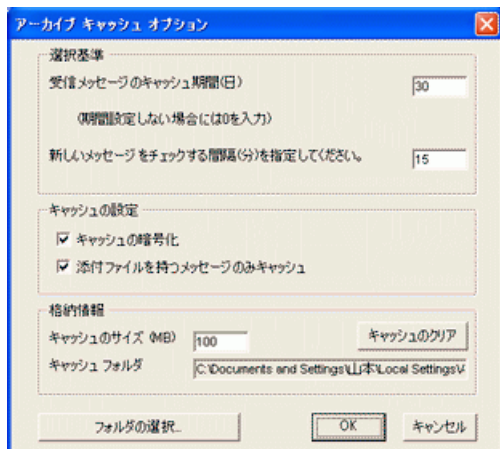 アーカイブ キャッシュ オプション
選択基準
受信メッセージのキャッシュ期間(日)
30
(期間設定しない場合には0を入力)
新しいメッセージをチェックする間隔(分)を指定してください。
15
キャッシュの設定
キャッシュの暗号化
添付ファイルを持つメッセージのみキャッシュ
格納情報
キャッシュのサイズ (MB)
100
キャッシュのクリア
キャッシュ フォルダ
C:\Documents and Settings\山本\Local Settings\
フォルダの選択...
OK
キャンセル